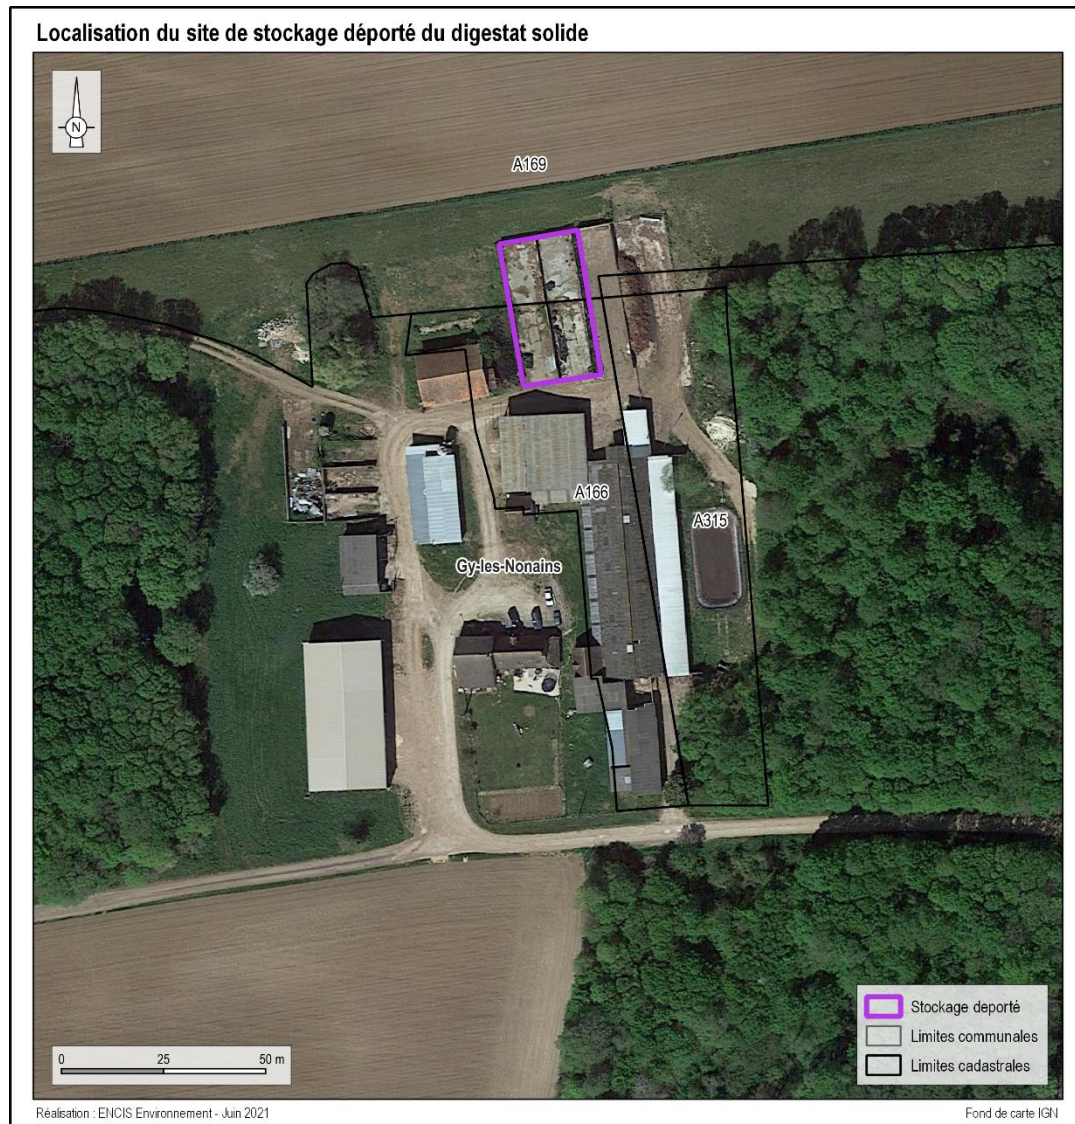 Localisation du site de stockage déporté du digestat solide
N
A169
A166
A315
Gy-les-Nonains
Stockage deporté
Limites communales
Limites cadastrales
0 25 50 m
Réalisation : ENCIS Environnement - Juin 2021
Fond de carte IGN